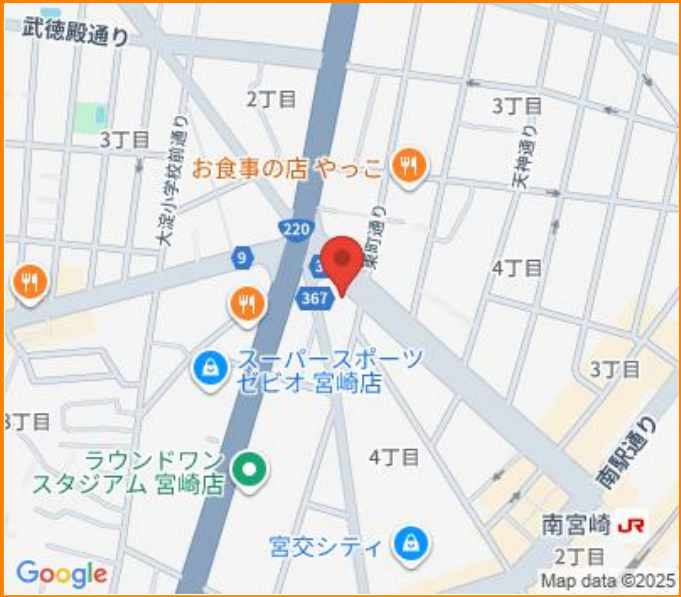 武徳殿通り
2丁目
3丁目
3丁目
大淀小学校前通り
天神通り
お食事の店 やっこ
220
9
367
4丁目
スーパースポーツ
ゼビオ 宮崎店
3丁目
ラウンドワン
スタジアム 宮崎店
4丁目
南駅通り
宮交シティ
南宮崎 JR
2丁目
Google
Map data ©2025